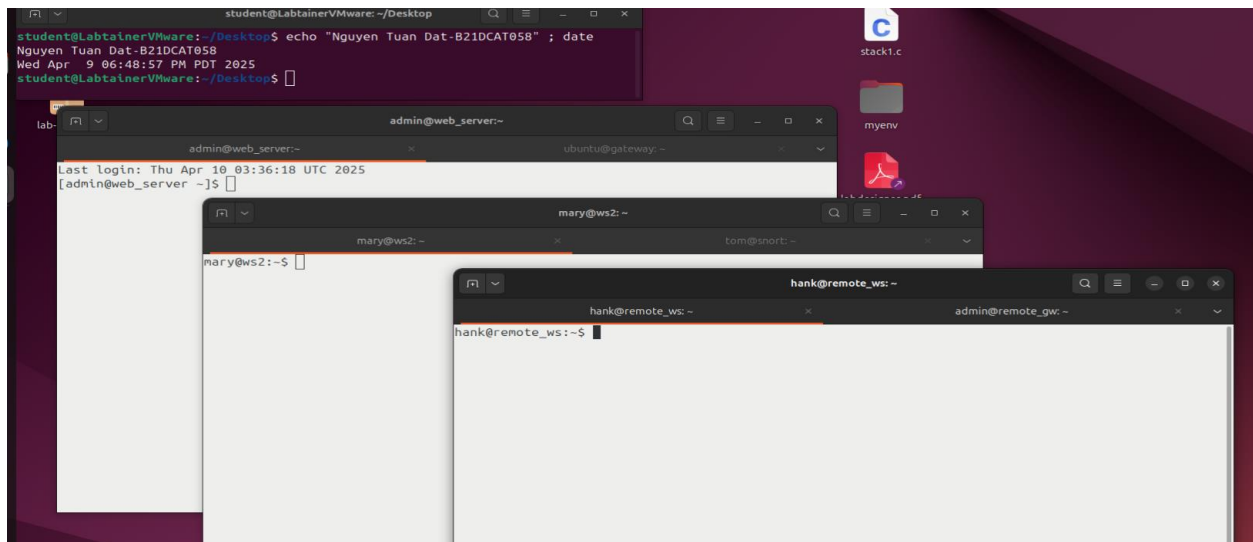 student@LabtainerVMware: ~/Desktop
student@LabtainerVMware:~/Desktop$ echo "Nguyen Tuan Dat-B21DCAT058" ; date
Nguyen Tuan Dat-B21DCAT058
Wed Apr  9 06:48:57 PM PDT 2025
student@LabtainerVMware:~/Desktop$
stack1.c
myenv
lab-
admin@web_server:~
admin@web_server:~
ubuntu@gateway: ~
Last login: Thu Apr 10 03:36:18 UTC 2025
[admin@web_server ~]$
mary@ws2: ~
mary@ws2: ~
tom@snort: ~
mary@ws2:~$
hank@remote_ws: ~
hank@remote_ws: ~
admin@remote_gw: ~
hank@remote_ws:~$